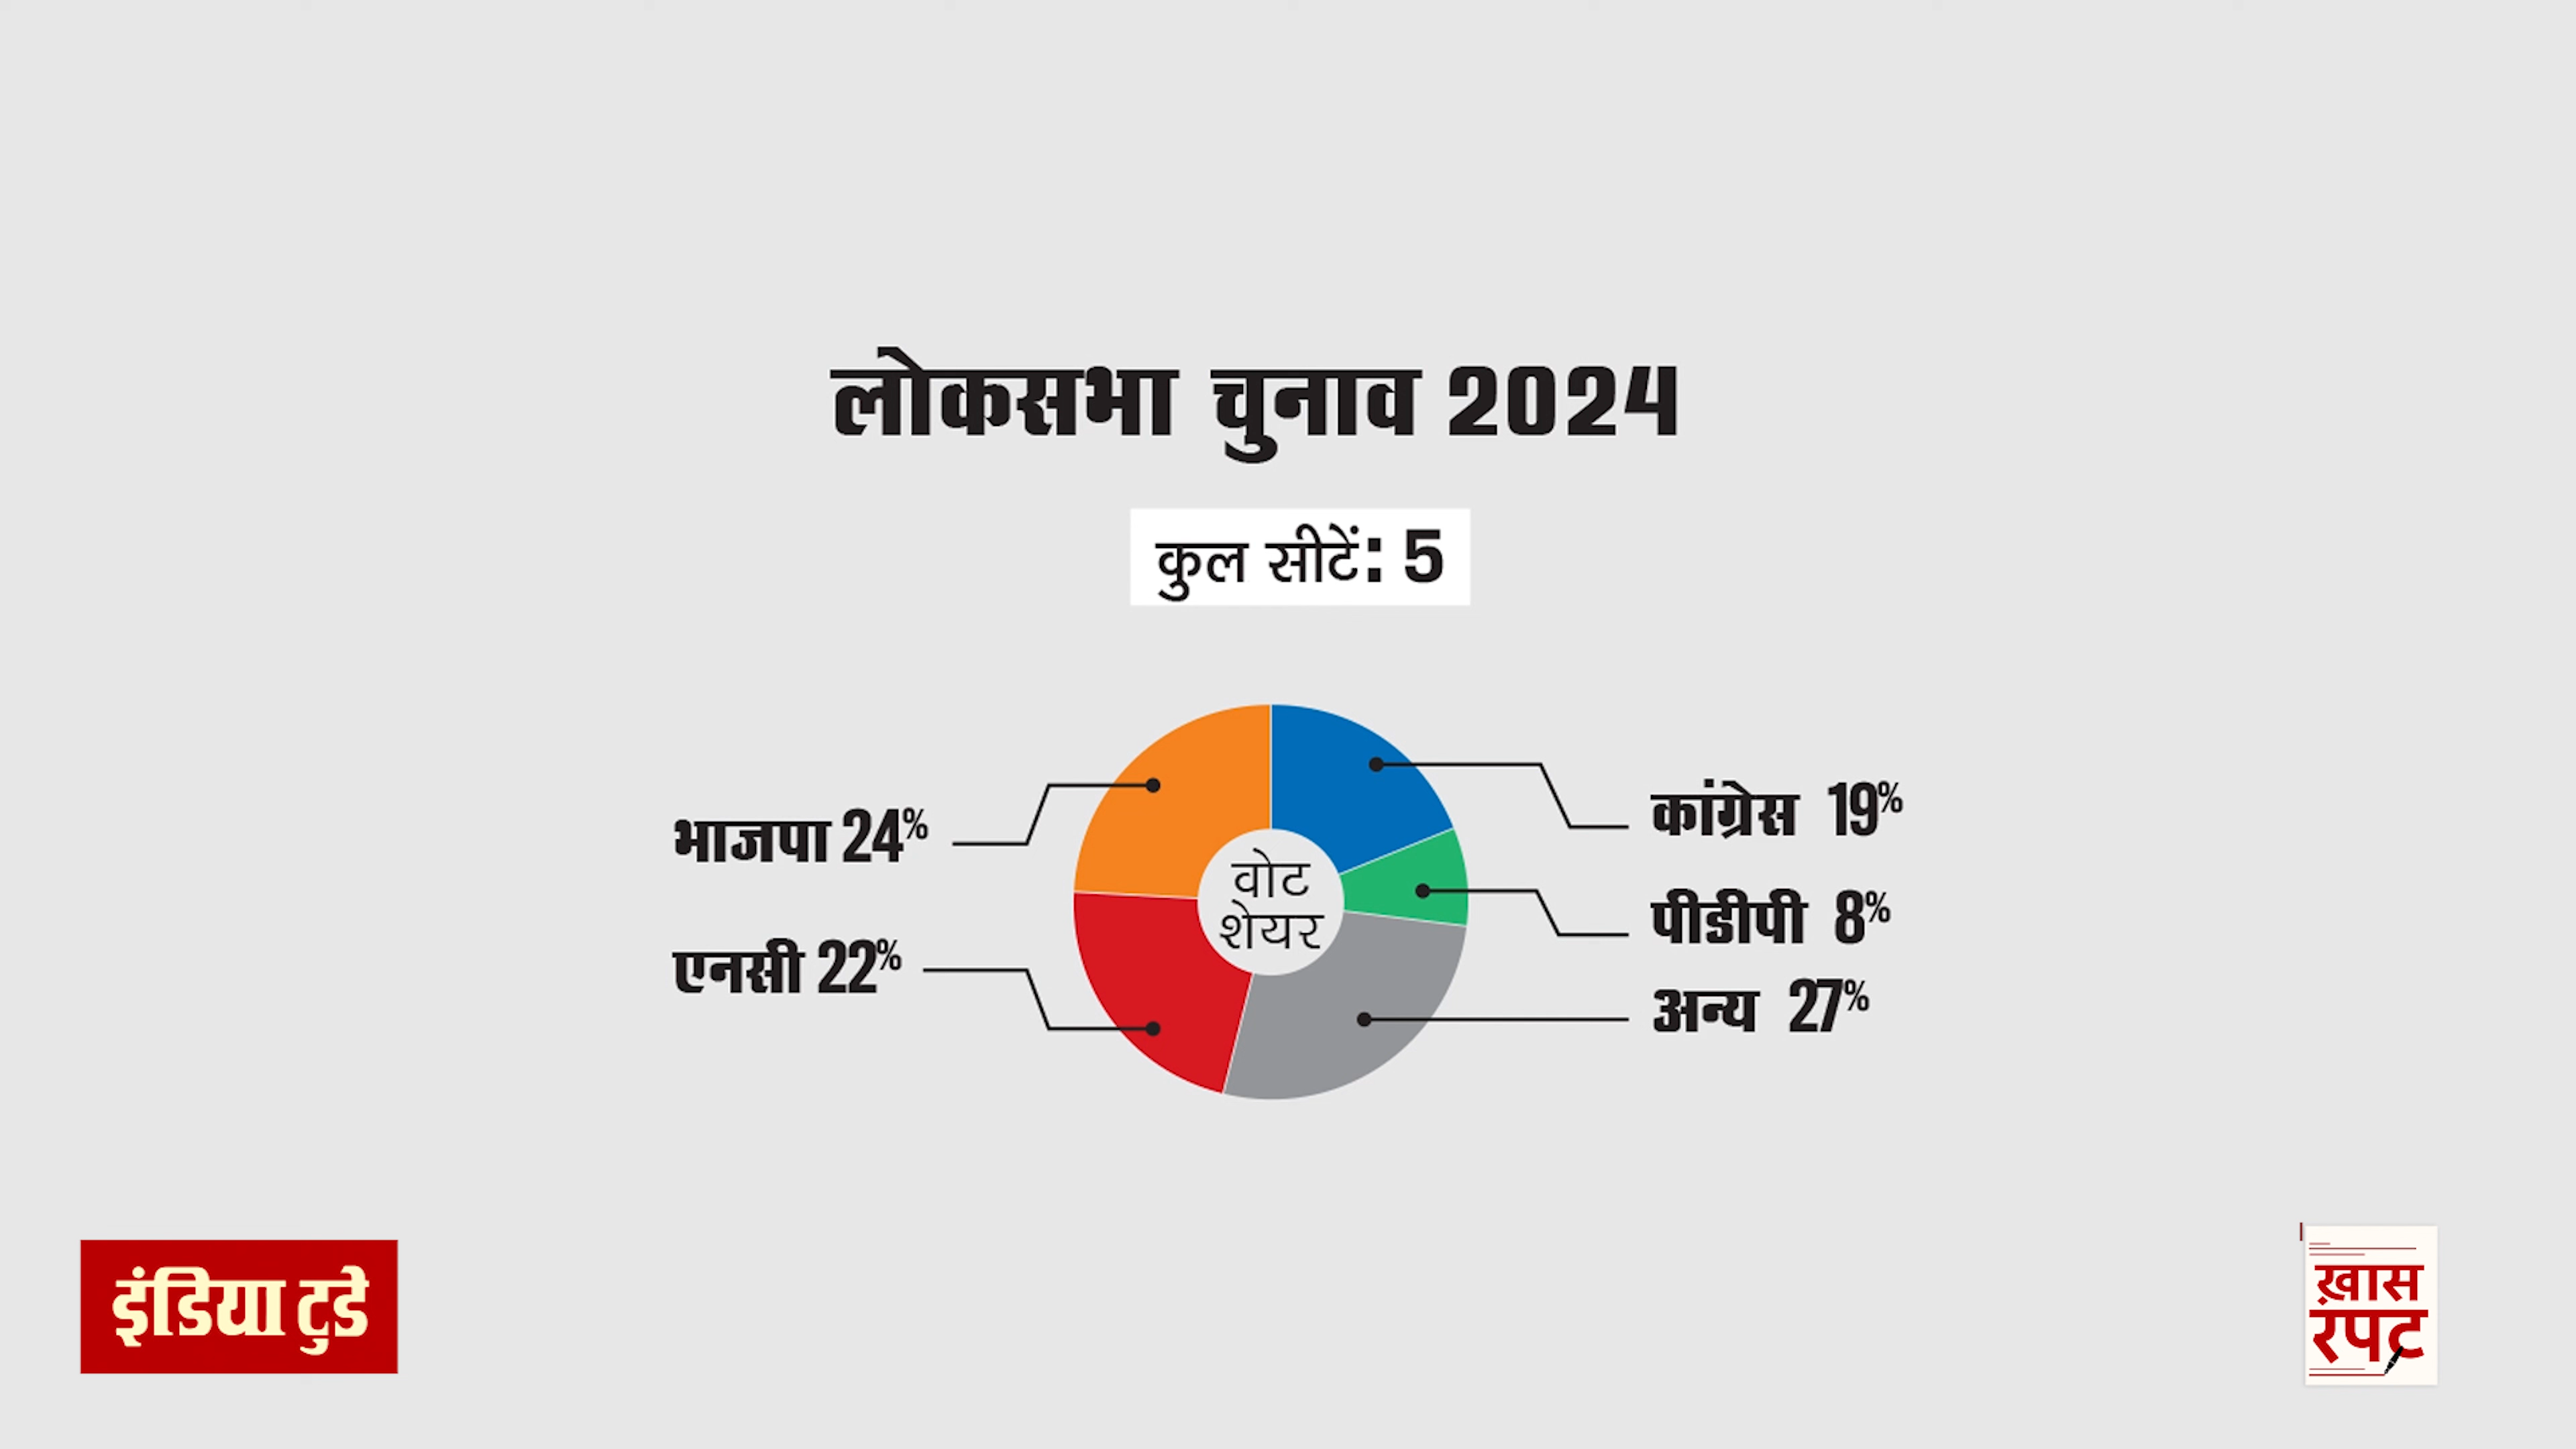 लोकसभा चुनाव 2024
कुल सीटें: 5
भाजपा 24%
एनसी 22%
वोट
शेयर
कांग्रेस 19%
पीडीपी 8%
अन्य 27%
इंडिया टुडे
ख़ास
रपट